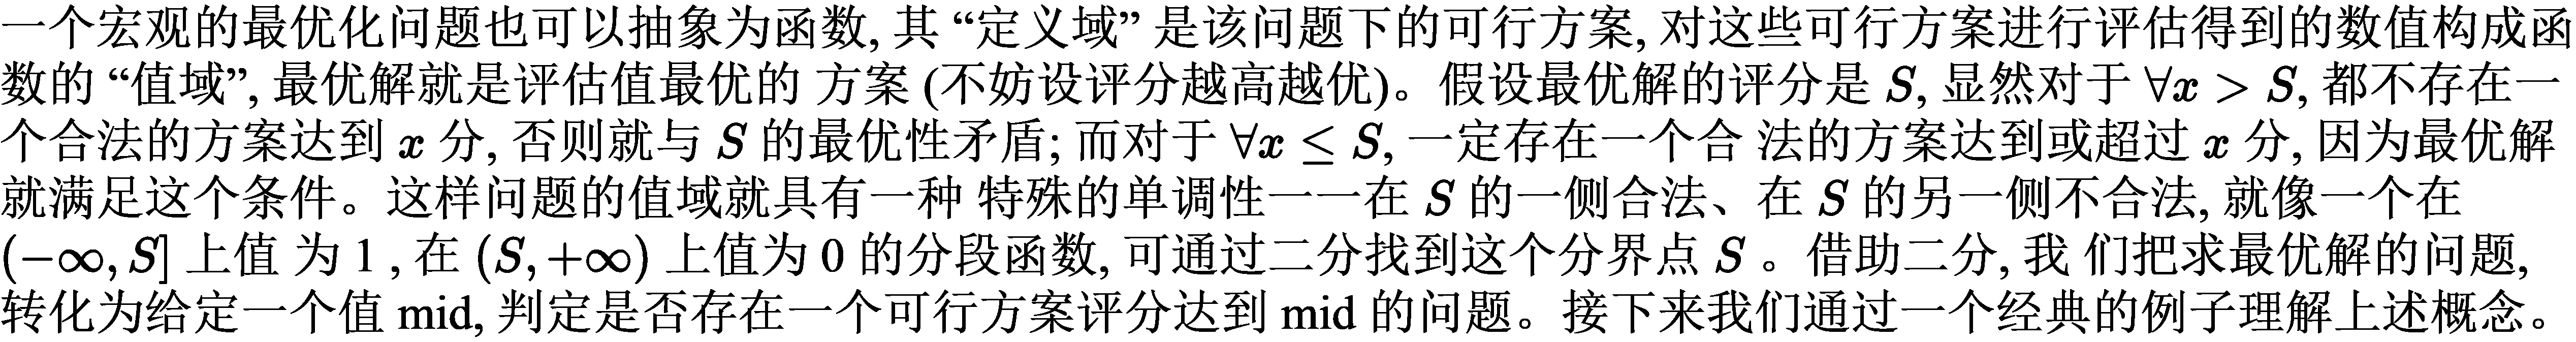 一个宏观的最优化问题也可以抽象为函数, 其 “定义域” 是该问题下的可行方案, 对这些可行方案进行评估得到的数值构成函
数的 “值域”, 最优解就是评估值最优的 方案 (不妨设评分越高越优)。假设最优解的评分是 S, 显然对于 ∀x > S, 都不存在一
个合法的方案达到 x 分, 否则就与 S 的最优性矛盾; 而对于 ∀x ≤ S, 一定存在一个合 法的方案达到或超过 x 分, 因为最优解
就满足这个条件。这样问题的值域就具有一种 特殊的单调性一一在 S 的一侧合法、在 S 的另一侧不合法, 就像一个在
(−∞, S] 上值 为 1 , 在 (S, +∞) 上值为 0 的分段函数, 可通过二分找到这个分界点 S 。借助二分, 我 们把求最优解的问题,
转化为给定一个值 mid, 判定是否存在一个可行方案评分达到 mid 的问题。接下来我们通过一个经典的例子理解上述概念。